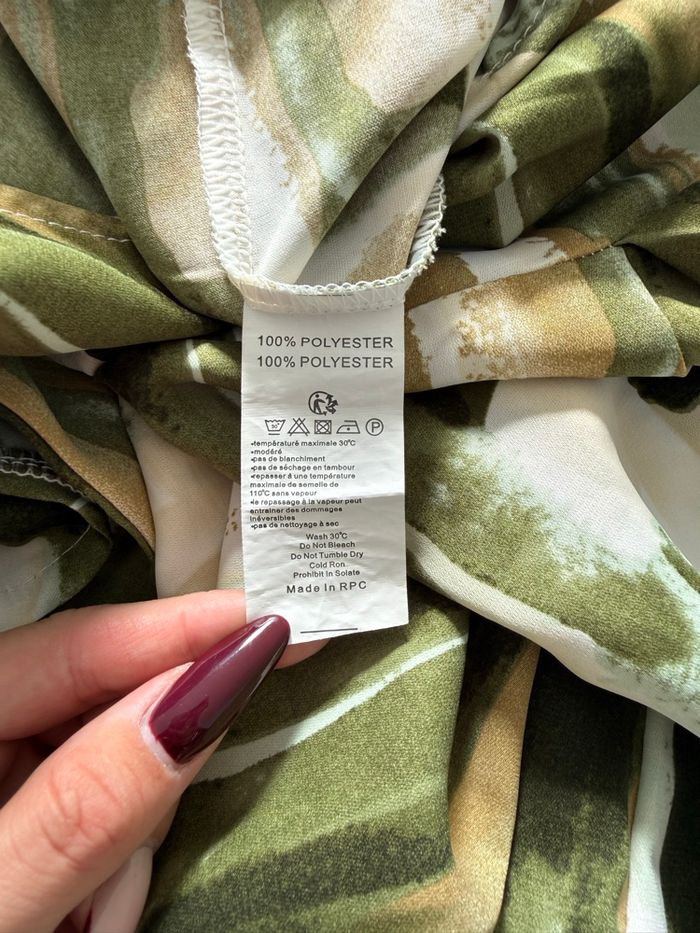 100% POLYESTER
100% POLYESTER
30°
P
•température maximale 30°C
•modéré
•pas de blanchiment
•pas de séchage en tambour
•repasser à une température
maximale de semelle de
110°C sans vapeur
•le repassage à la vapeur peut
entraîner des dommages
inéversibles
•pas de nettoyage à sec
Wash 30°C
Do Not Bleach
Do Not Tumble Dry
Cold Ron
Prohibit in Solate
Made in RPC